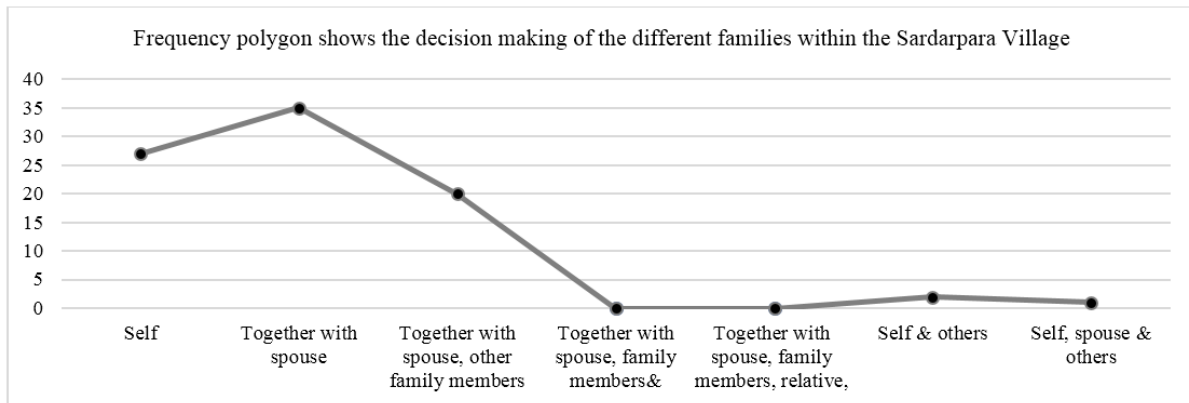 Frequency polygon shows the decision making of the different families within the Sardarpara Village
40
35
30
25
20
15
10
5
0
Self
Together with
spouse
Together with
spouse, other
family members
Together with
spouse, family
members&
Together with
spouse, family
members, relative,
Self & others
Self, spouse &
others